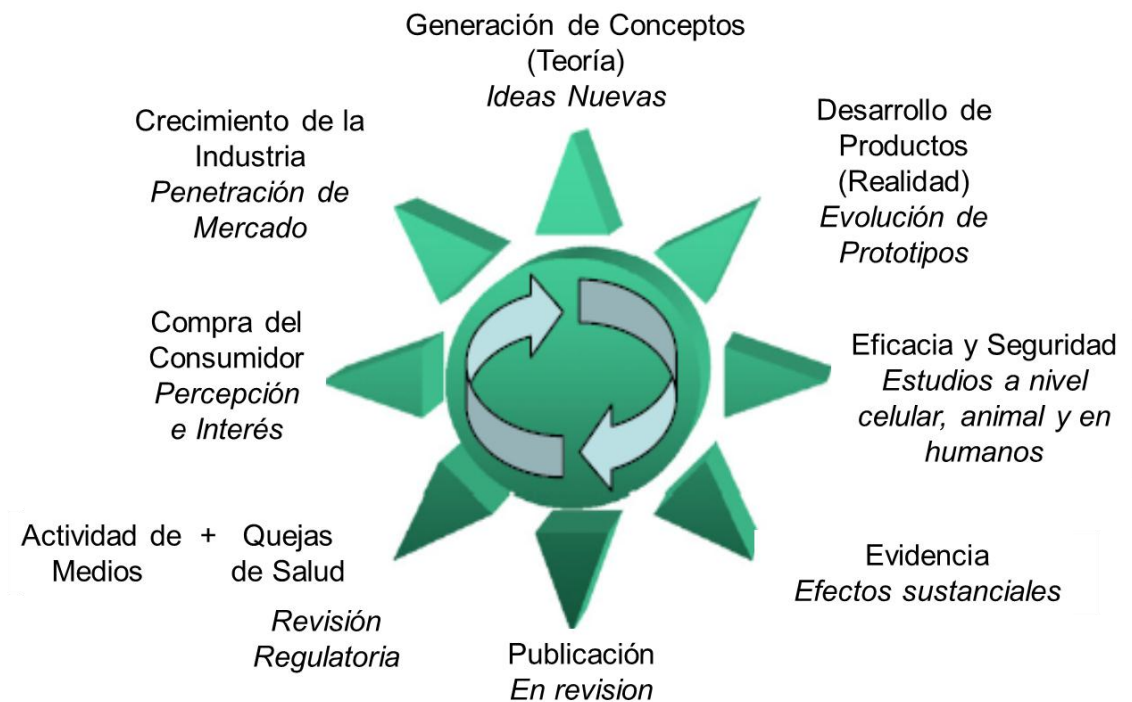 Generación de Conceptos
(Teoría)
Ideas Nuevas
Desarrollo de
Productos
(Realidad)
Evolución de
Prototipos
Eficacia y Seguridad
Estudios a nivel
celular, animal y en
humanos
Evidencia
Efectos sustanciales
Publicación
En revision
Actividad de + Quejas
Medios de Salud
Revisión
Regulatoria
Compra del
Consumidor
Percepción
e Interés
Crecimiento de la
Industria
Penetración de
Mercado